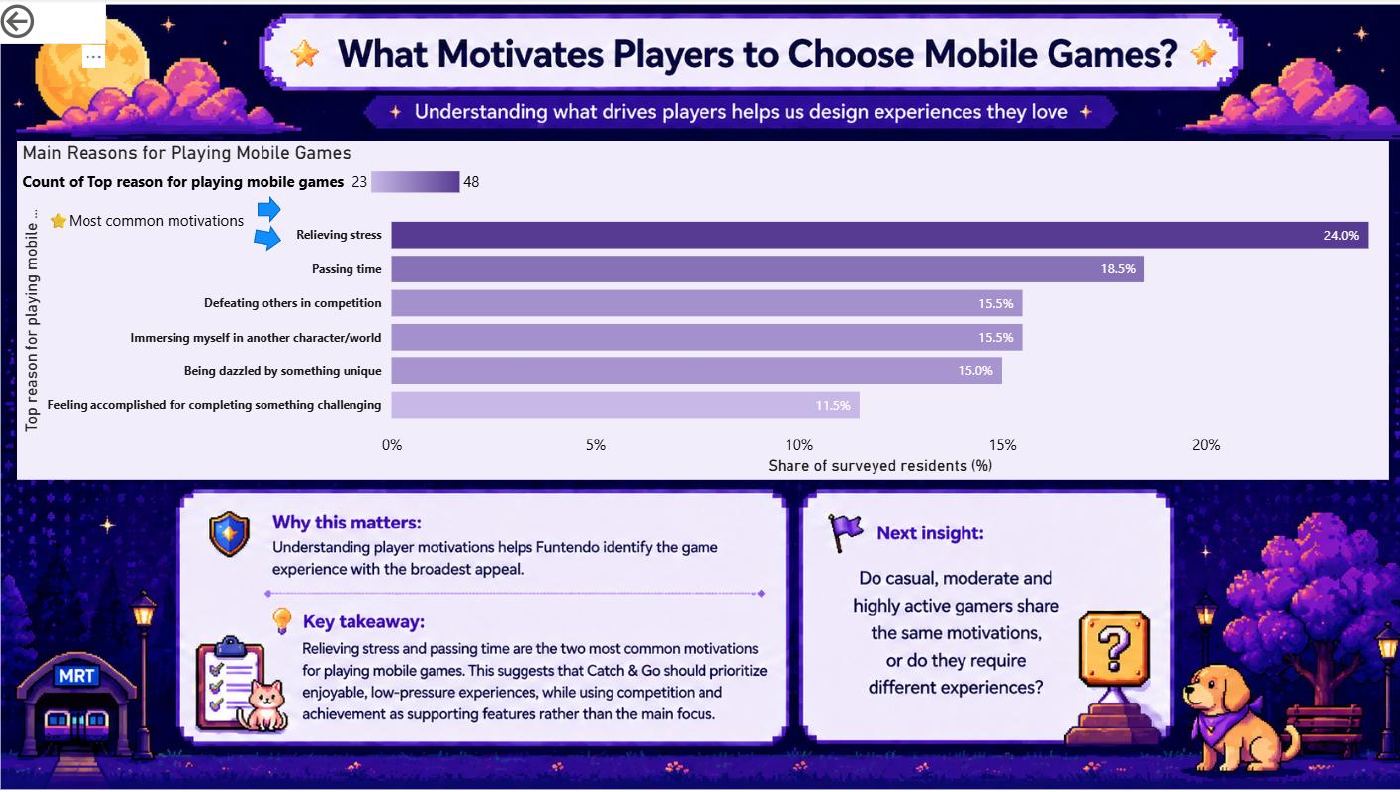 What Motivates Players to Choose Mobile Games?
Understanding what drives players helps us design experiences they love
Main Reasons for Playing Mobile Games
Count of Top reason for playing mobile games 23 48
Most common motivations
Top reason for playing mobile ...
Relieving stress 24.0%
Passing time 18.5%
Defeating others in competition 15.5%
Immersing myself in another character/world 15.5%
Being dazzled by something unique 15.0%
Feeling accomplished for completing something challenging 11.5%
0% 5% 10% 15% 20%
Share of surveyed residents (%)
Why this matters:
Understanding player motivations helps Funtendo identify the game
experience with the broadest appeal.
Key takeaway:
Relieving stress and passing time are the two most common motivations
for playing mobile games. This suggests that Catch & Go should prioritize
enjoyable, low-pressure experiences, while using competition and
achievement as supporting features rather than the main focus.
Next insight:
Do casual, moderate and
highly active gamers share
the same motivations,
or do they require
different experiences?
?
MRT